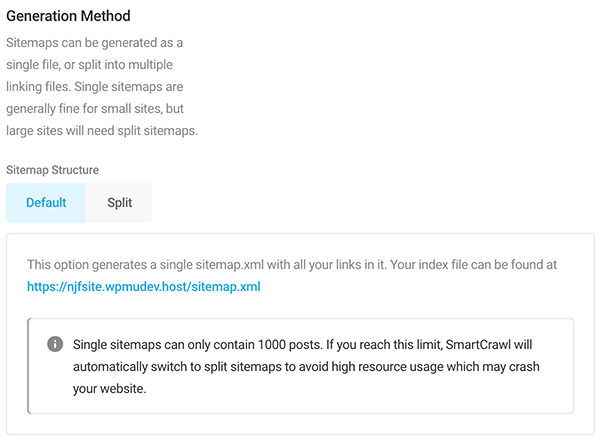 Generation Method
Sitemaps can be generated as a
single file, or split into multiple
linking files. Single sitemaps are
generally fine for small sites, but
large sites will need split sitemaps.
Sitemap Structure
Default Split
This option generates a single sitemap.xml with all your links in it. Your index file can be found at
https://njfsite.wpmudev.host/sitemap.xml
Single sitemaps can only contain 1000 posts. If you reach this limit, SmartCrawl will
automatically switch to split sitemaps to avoid high resource usage which may crash
your website.